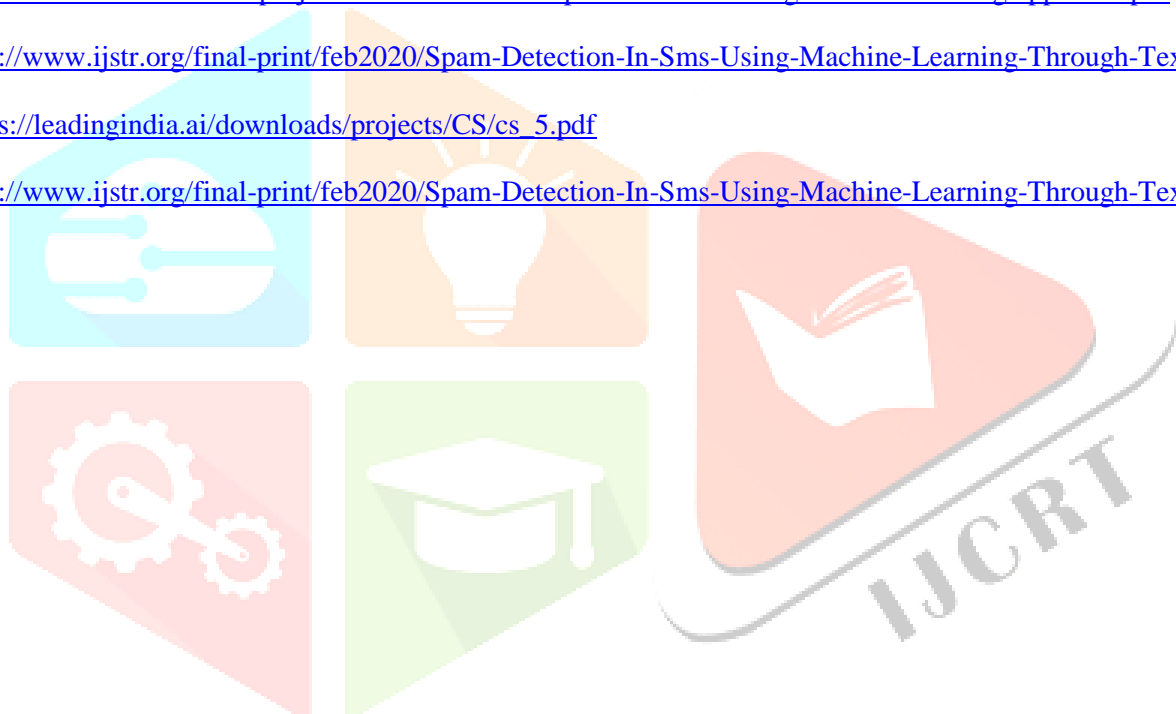 ://www.ijstr.org/final-print/feb2020/Spam-Detection-In-Sms-Using-Machine-Learning-Through-Tex
s://leadingindia.ai/downloads/projects/CS/cs_5.pdf
://www.ijstr.org/final-print/feb2020/Spam-Detection-In-Sms-Using-Machine-Learning-Through-Tex
IJCRT